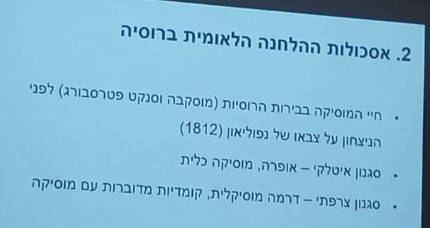 2. אסכולות ההלחנה הלאומית ברוסיה
• חיי המוסיקה בבירות הרוסיות (מוסקבה וסנקט פטרסבורג) לפני
הניצחון על צבאו של נפוליאון (1812)
• סגנון איטלקי – אופרה, מוסיקה כלית
• סגנון צרפתי – דרמה מוסיקלית, קומדיות מדוברות עם מוסיקה